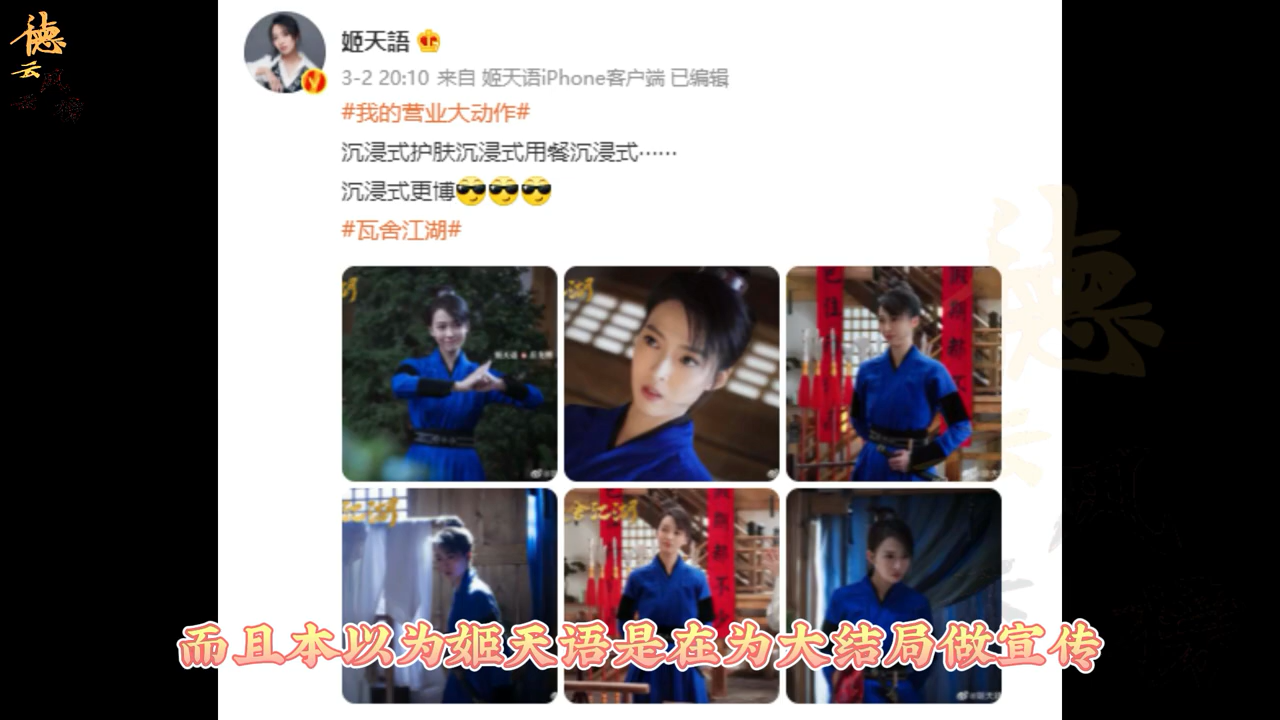 德
云
姬天語
3-2 20:10 来自 姬天语iPhone客户端 已编辑
#我的营业大动作#
沉浸式护肤沉浸式用餐沉浸式……
沉浸式更博
#瓦舍江湖#
而且本以为姬天语是在为大结局做宣传